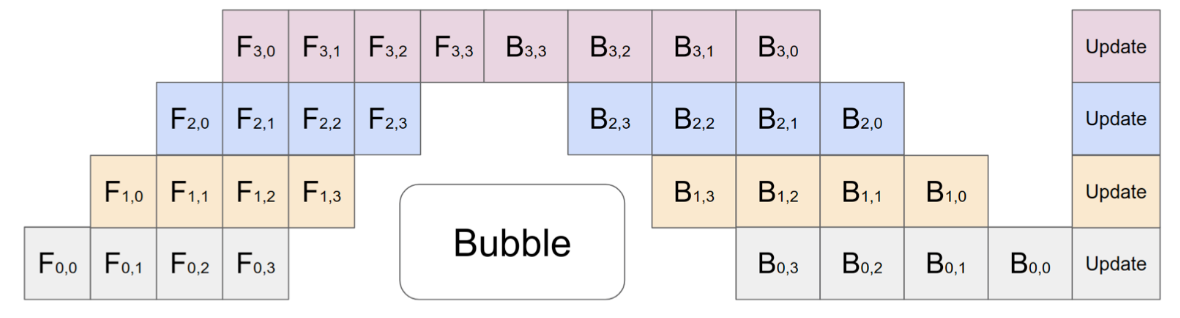 F3,0 F3,1 F3,2 F3,3 B3,3 B3,2 B3,1 B3,0 Update
F2,0 F2,1 F2,2 F2,3 B2,3 B2,2 B2,1 B2,0 Update
F1,0 F1,1 F1,2 F1,3 B1,3 B1,2 B1,1 B1,0 Update
Bubble
F0,0 F0,1 F0,2 F0,3 B0,3 B0,2 B0,1 B0,0 Update